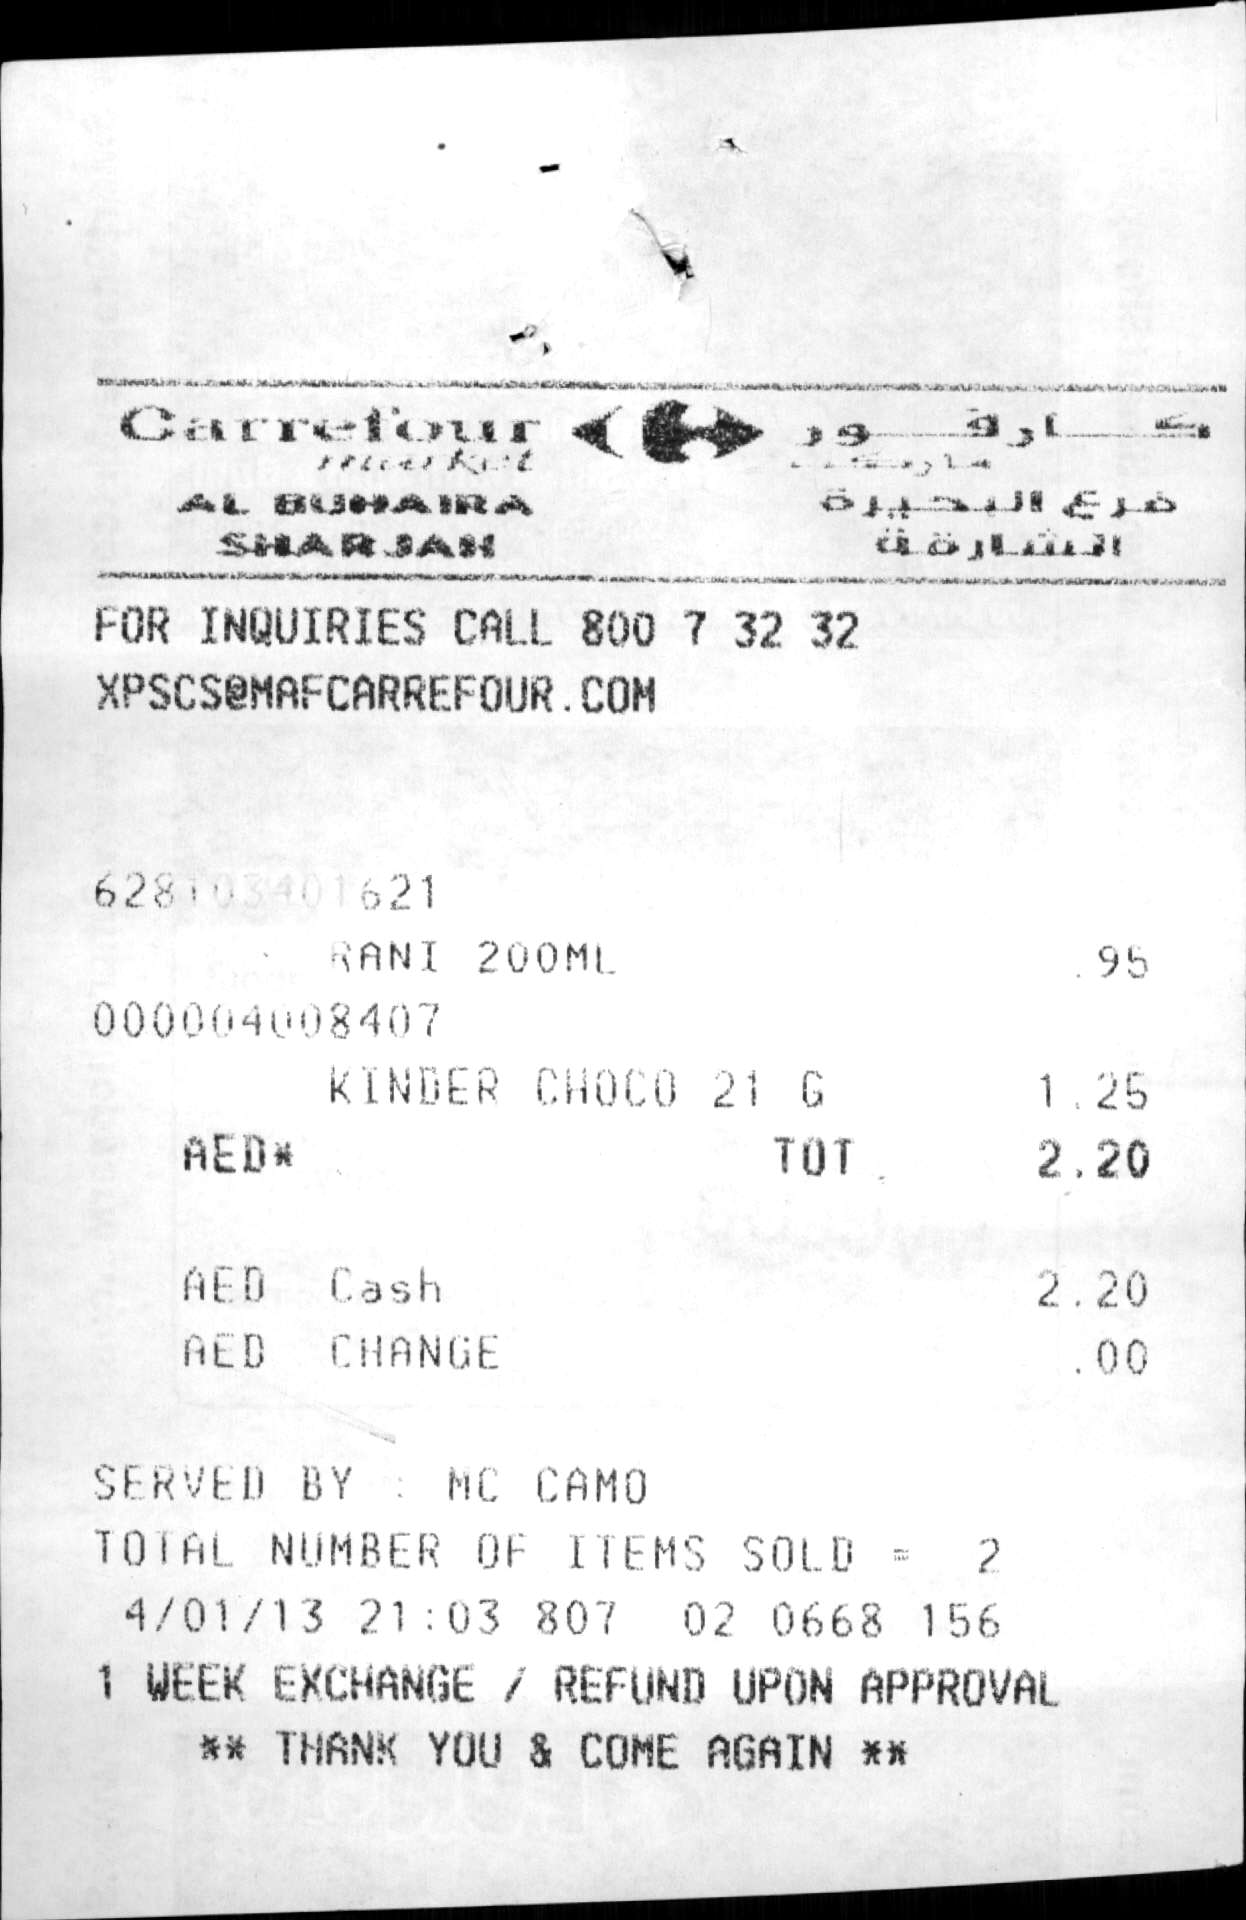 Carrefour كارفور
market ماركت
AL BUHAIRA فرع البحيرة
SHARJAH الشارقة
FOR INQUIRIES CALL 800 7 32 32
XPSCS@MAFCARREFOUR.COM
628103401621
RANI 200ML .95
000004008407
KINDER CHOCO 21 G 1.25
AED* TOT 2.20
AED Cash 2.20
AED CHANGE .00
SERVED BY : MC CAMO
TOTAL NUMBER OF ITEMS SOLD = 2
4/01/13 21:03 807 02 0668 156
1 WEEK EXCHANGE / REFUND UPON APPROVAL
** THANK YOU & COME AGAIN **